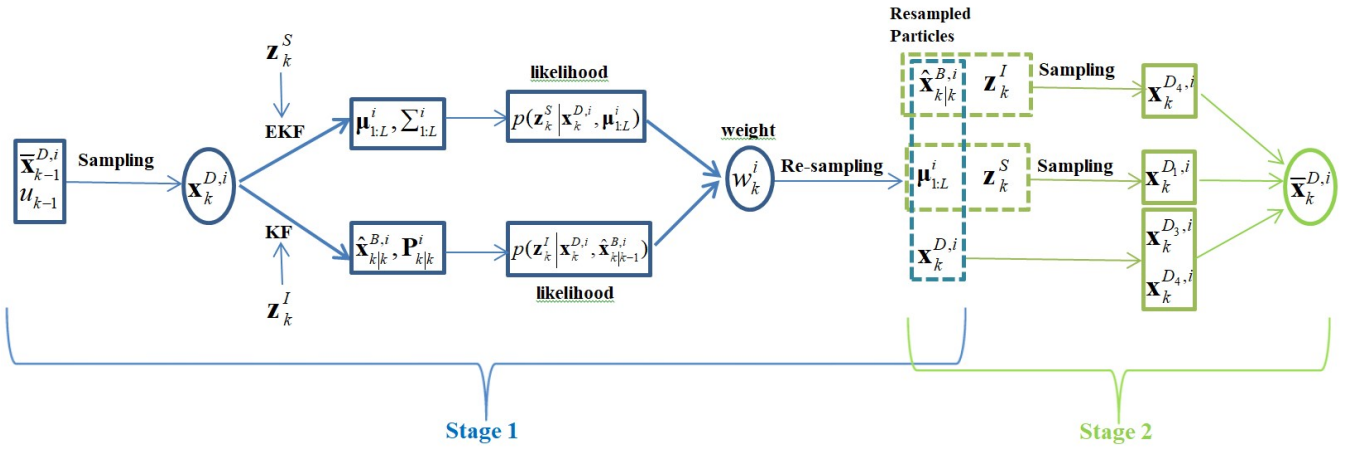 Resampled
Particles
z_k^S
likelihood
x̂_{k|k}^{B,i} z_k^I
Sampling
x_k^{D_4,i}
EKF
μ_{1:L}^i, Σ_{1:L}^i
p(z_k^S | x_k^{D,i}, μ_{1:L}^i)
weight
x̄_{k-1}^{D,i}
u_{k-1}
Sampling
x_k^{D,i}
w_k^i
Re-sampling
μ_{1:L}^i z_k^S
Sampling
x_k^{D_1,i}
x̄_k^{D,i}
KF
x̂_{k|k}^{B,i}, P_{k|k}^i
p(z_k^I | x_k^{D,i}, x̂_{k|k-1}^{B,i})
x_k^{D,i}
x_k^{D_3,i}
x_k^{D_4,i}
likelihood
z_k^I
Stage 1
Stage 2